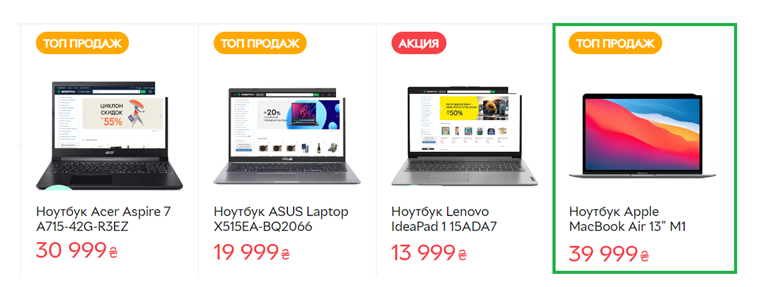 ТОП ПРОДАЖ
ТОП ПРОДАЖ
АКЦИЯ
ТОП ПРОДАЖ
ЦИКЛОН
СКИДОК
55%
-20%
-50%
Ноутбук Acer Aspire 7
A715-42G-R3EZ
30 999₴
Ноутбук ASUS Laptop
X515EA-BQ2066
19 999₴
Ноутбук Lenovo
IdeaPad 1 15ADA7
13 999₴
Ноутбук Apple
MacBook Air 13" M1
39 999₴